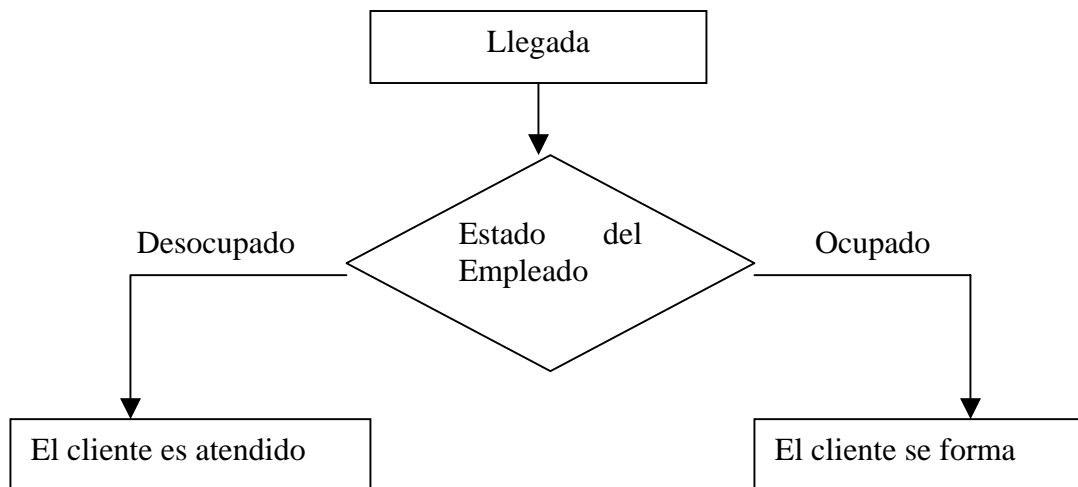 Llegada
Estado del
Empleado
Desocupado
Ocupado
El cliente es atendido
El cliente se forma